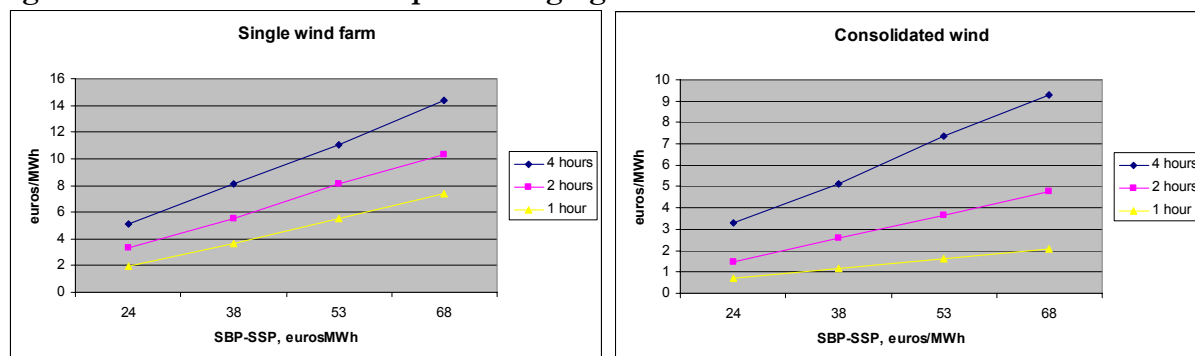 Single wind farm
16
14
12
10
8
6
4
2
0
euros/MWh
24 38 53 68
SBP-SSP, eurosMWh
4 hours
2 hours
1 hour
Consolidated wind
10
9
8
7
6
5
4
3
2
1
0
euros/MWh
24 38 53 68
SBP-SSP, euros/MWh
4 hours
2 hours
1 hour